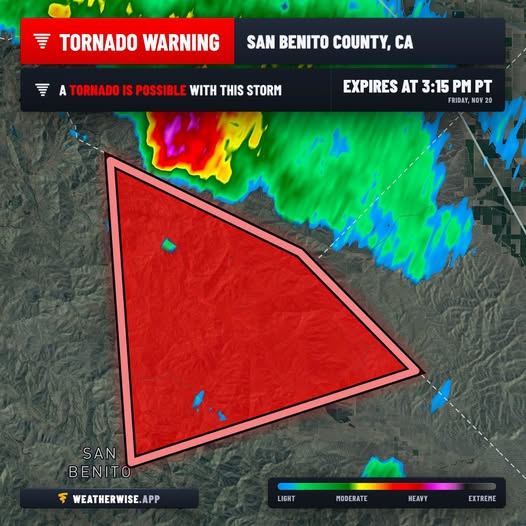 TORNADO WARNING
SAN BENITO COUNTY, CA
A TORNADO IS POSSIBLE WITH THIS STORM
EXPIRES AT 3:15 PM PT
FRIDAY, NOV 20
SAN
BENITO
WEATHERWISE.APP
LIGHT MODERATE HEAVY EXTREME